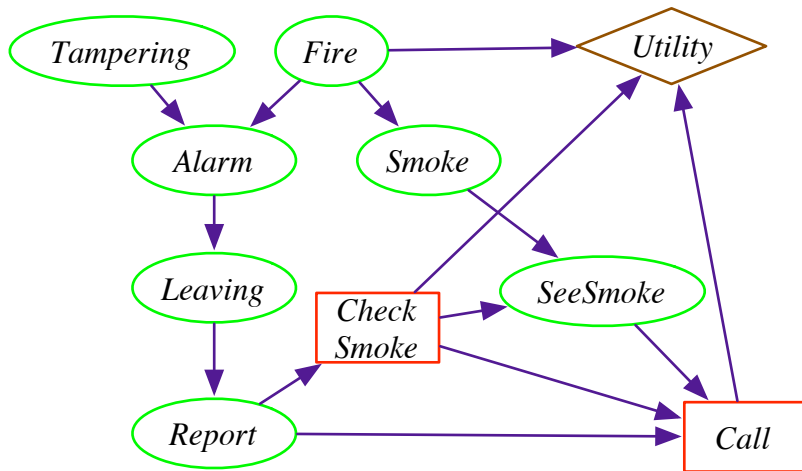 Tampering
Fire
Utility
Alarm
Smoke
Leaving
Check
Smoke
SeeSmoke
Report
Call